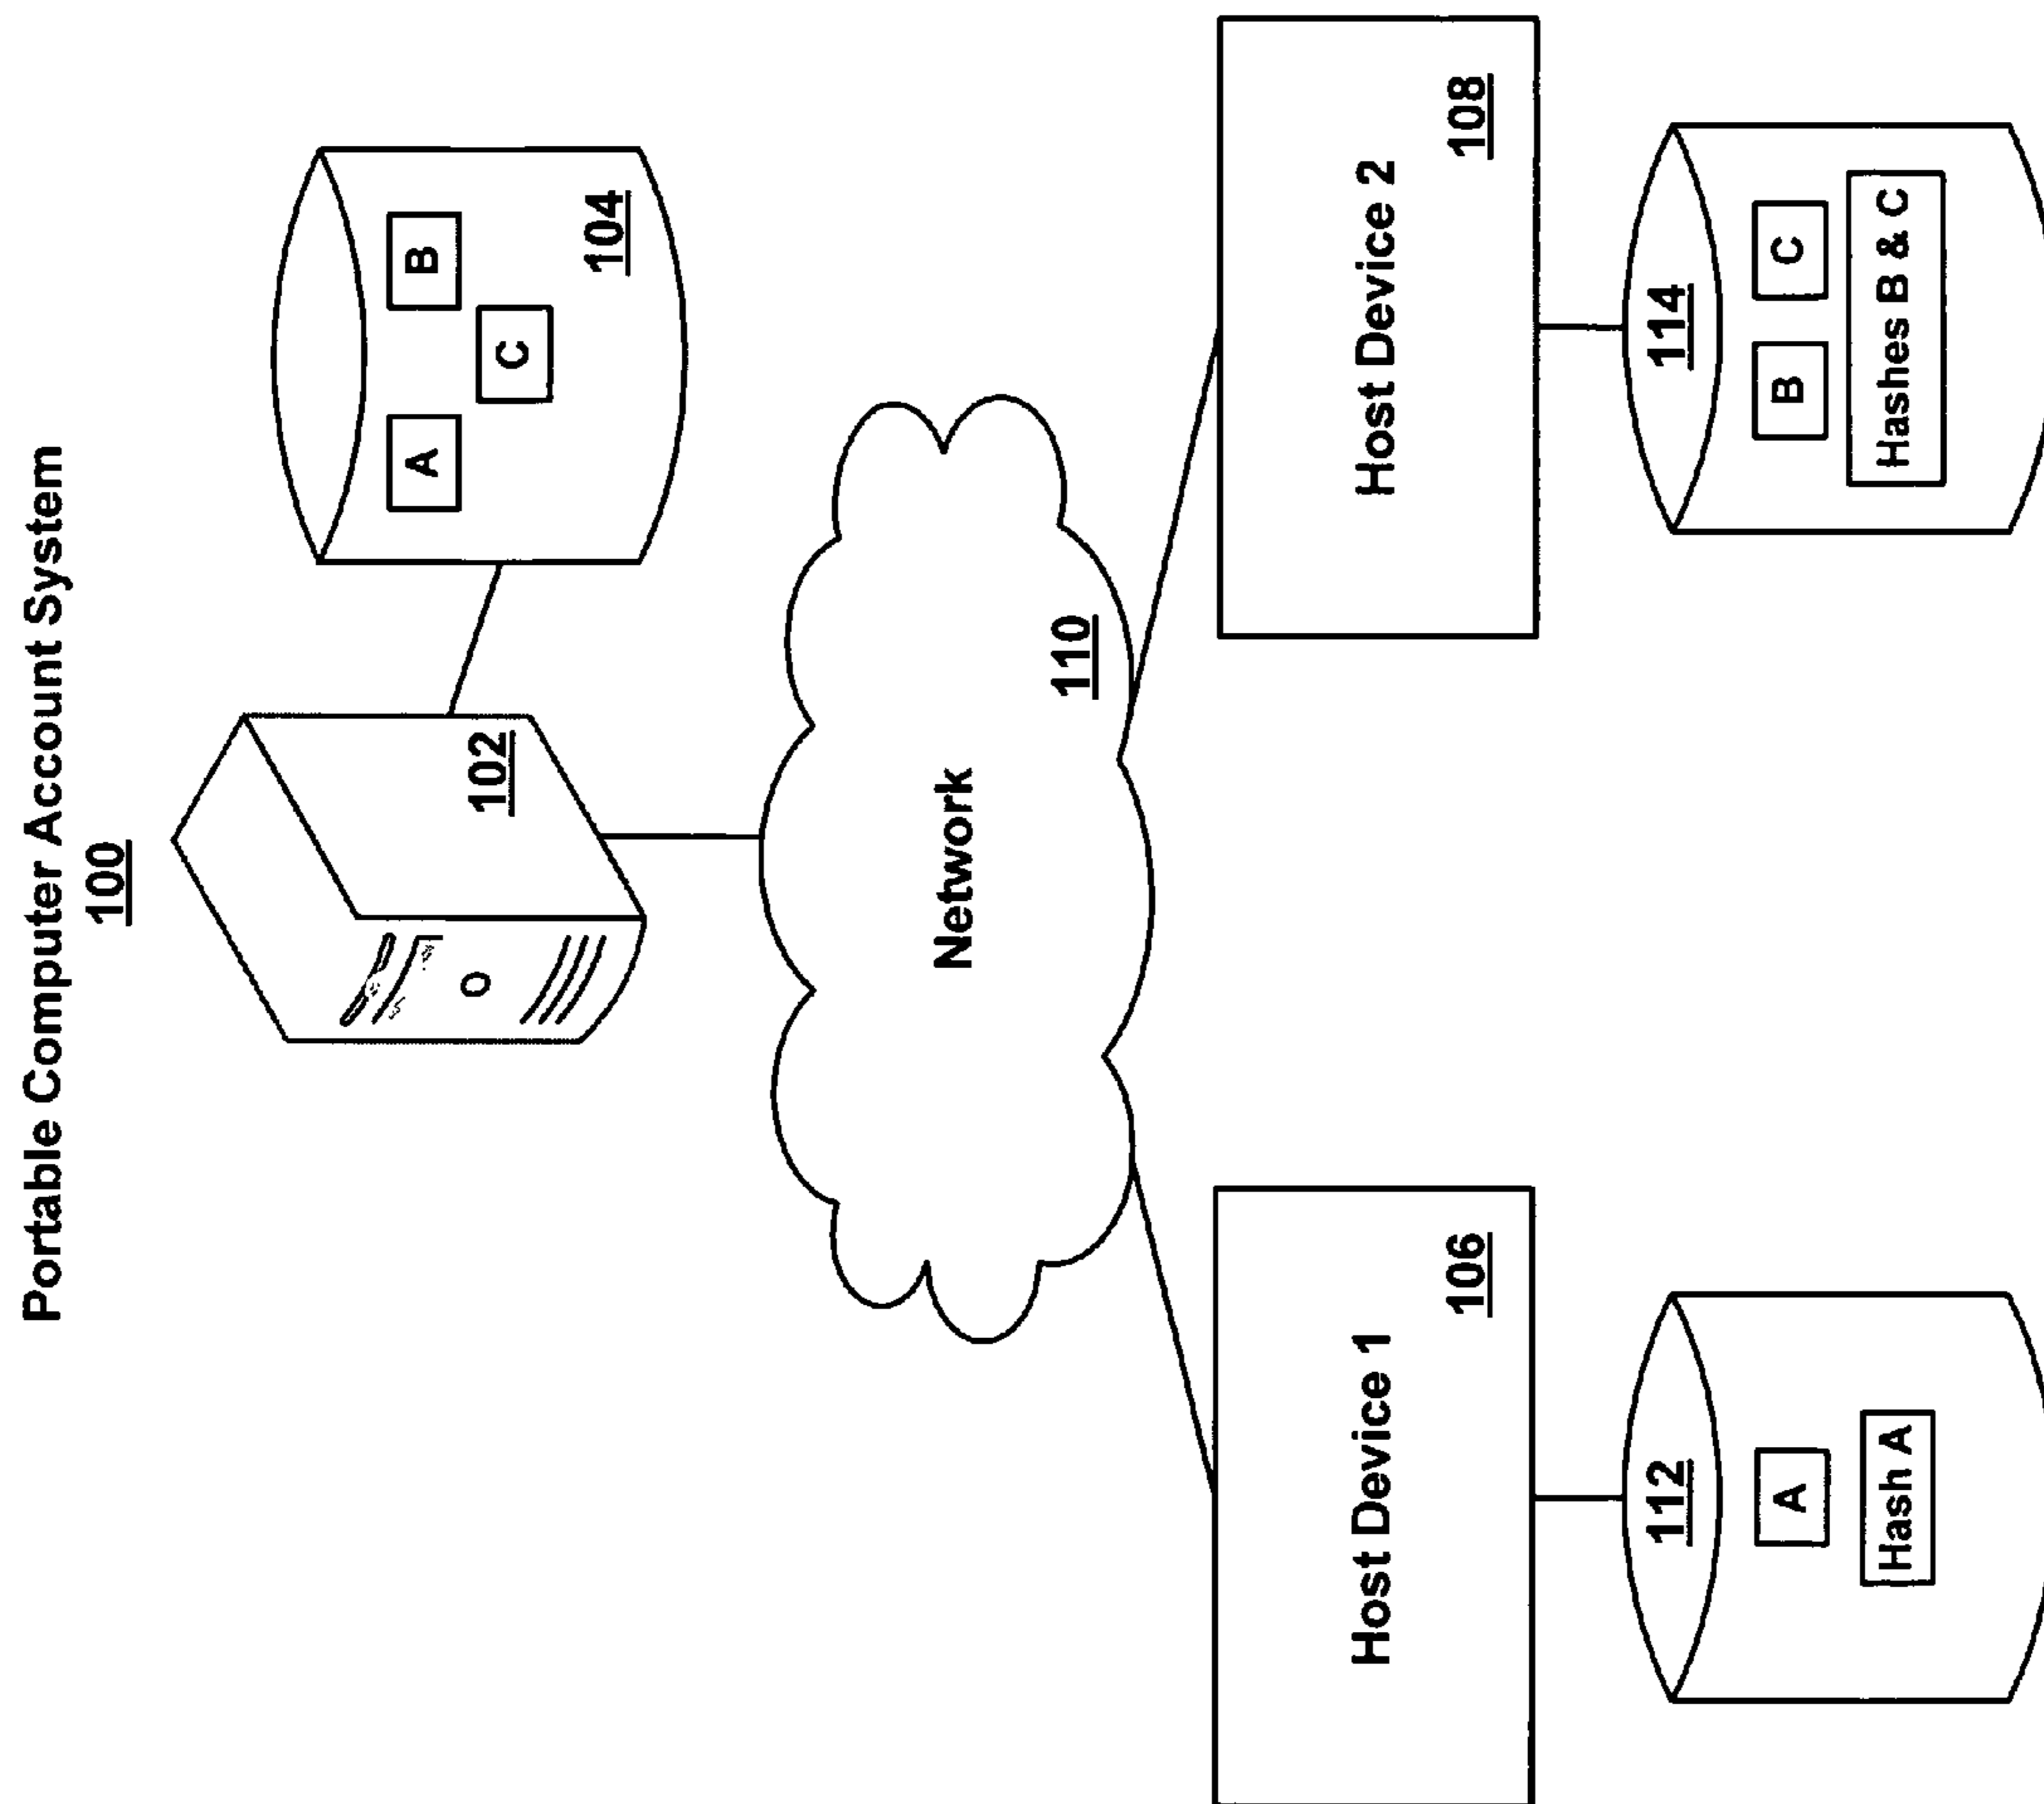 Portable Computer Account System
100
102
A
B
C
104
Network
110
Host Device 1
106
Host Device 2
108
112
A
Hash A
114
B
C
Hashes B & C